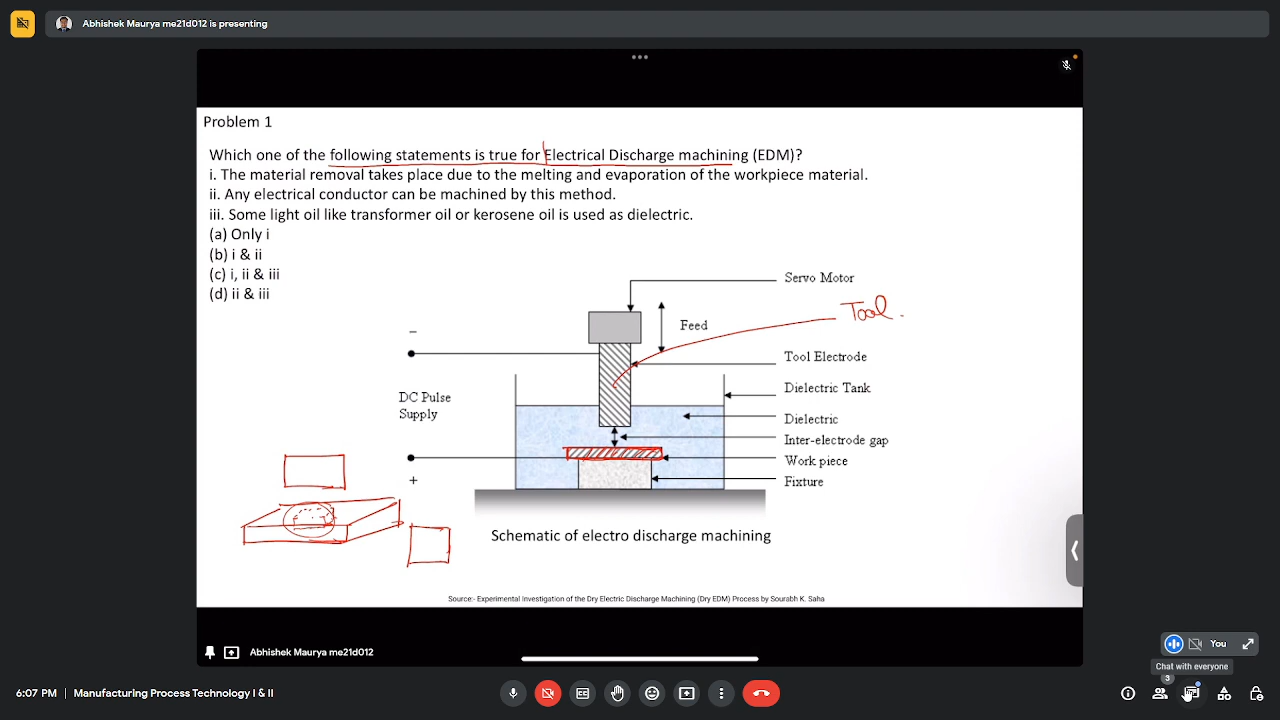 Abhishek Maurya me21d012 is presenting
Problem 1
Which one of the following statements is true for Electrical Discharge machining (EDM)?
i. The material removal takes place due to the melting and evaporation of the workpiece material.
ii. Any electrical conductor can be machined by this method.
iii. Some light oil like transformer oil or kerosene oil is used as dielectric.
(a) Only i
(b) i & ii
(c) i, ii & iii
(d) ii & iii
Servo Motor
Tool
Feed
–
Tool Electrode
Dielectric Tank
DC Pulse
Supply
Dielectric
Inter-electrode gap
Work piece
+
Fixture
Schematic of electro discharge machining
Source:- Experimental Investigation of the Dry Electric Discharge Machining (Dry EDM) Process by Sourabh K. Saha
Abhishek Maurya me21d012
You
Chat with everyone
3
6:07 PM | Manufacturing Process Technology I & II